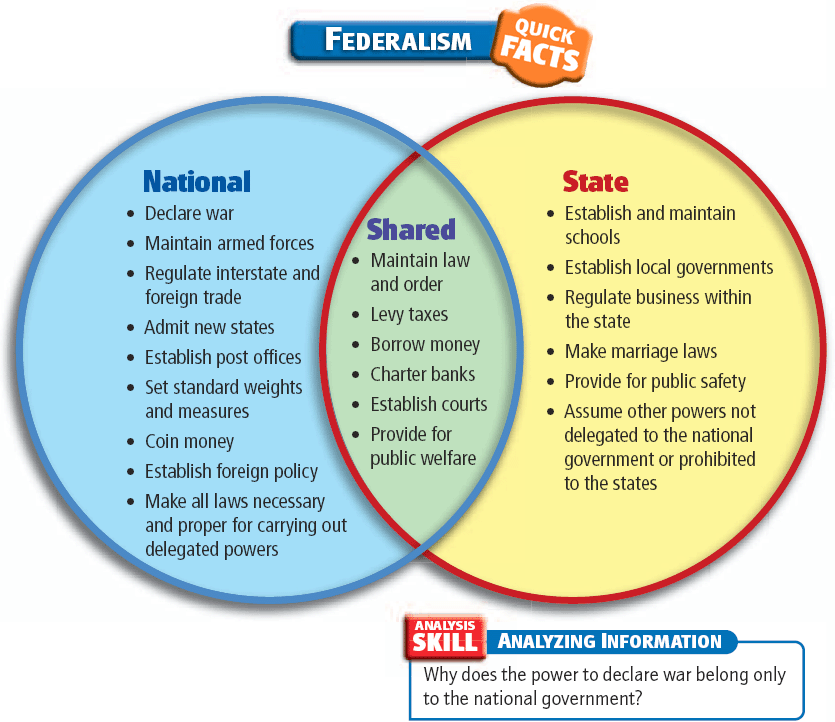 FEDERALISM
QUICK
FACTS
National
• Declare war
• Maintain armed forces
• Regulate interstate and
foreign trade
• Admit new states
• Establish post offices
• Set standard weights
and measures
• Coin money
• Establish foreign policy
• Make all laws necessary
and proper for carrying out
delegated powers
Shared
• Maintain law
and order
• Levy taxes
• Borrow money
• Charter banks
• Establish courts
• Provide for
public welfare
State
• Establish and maintain
schools
• Establish local governments
• Regulate business within
the state
• Make marriage laws
• Provide for public safety
• Assume other powers not
delegated to the national
government or prohibited
to the states
ANALYSIS
SKILL
ANALYZING INFORMATION
Why does the power to declare war belong only
to the national government?